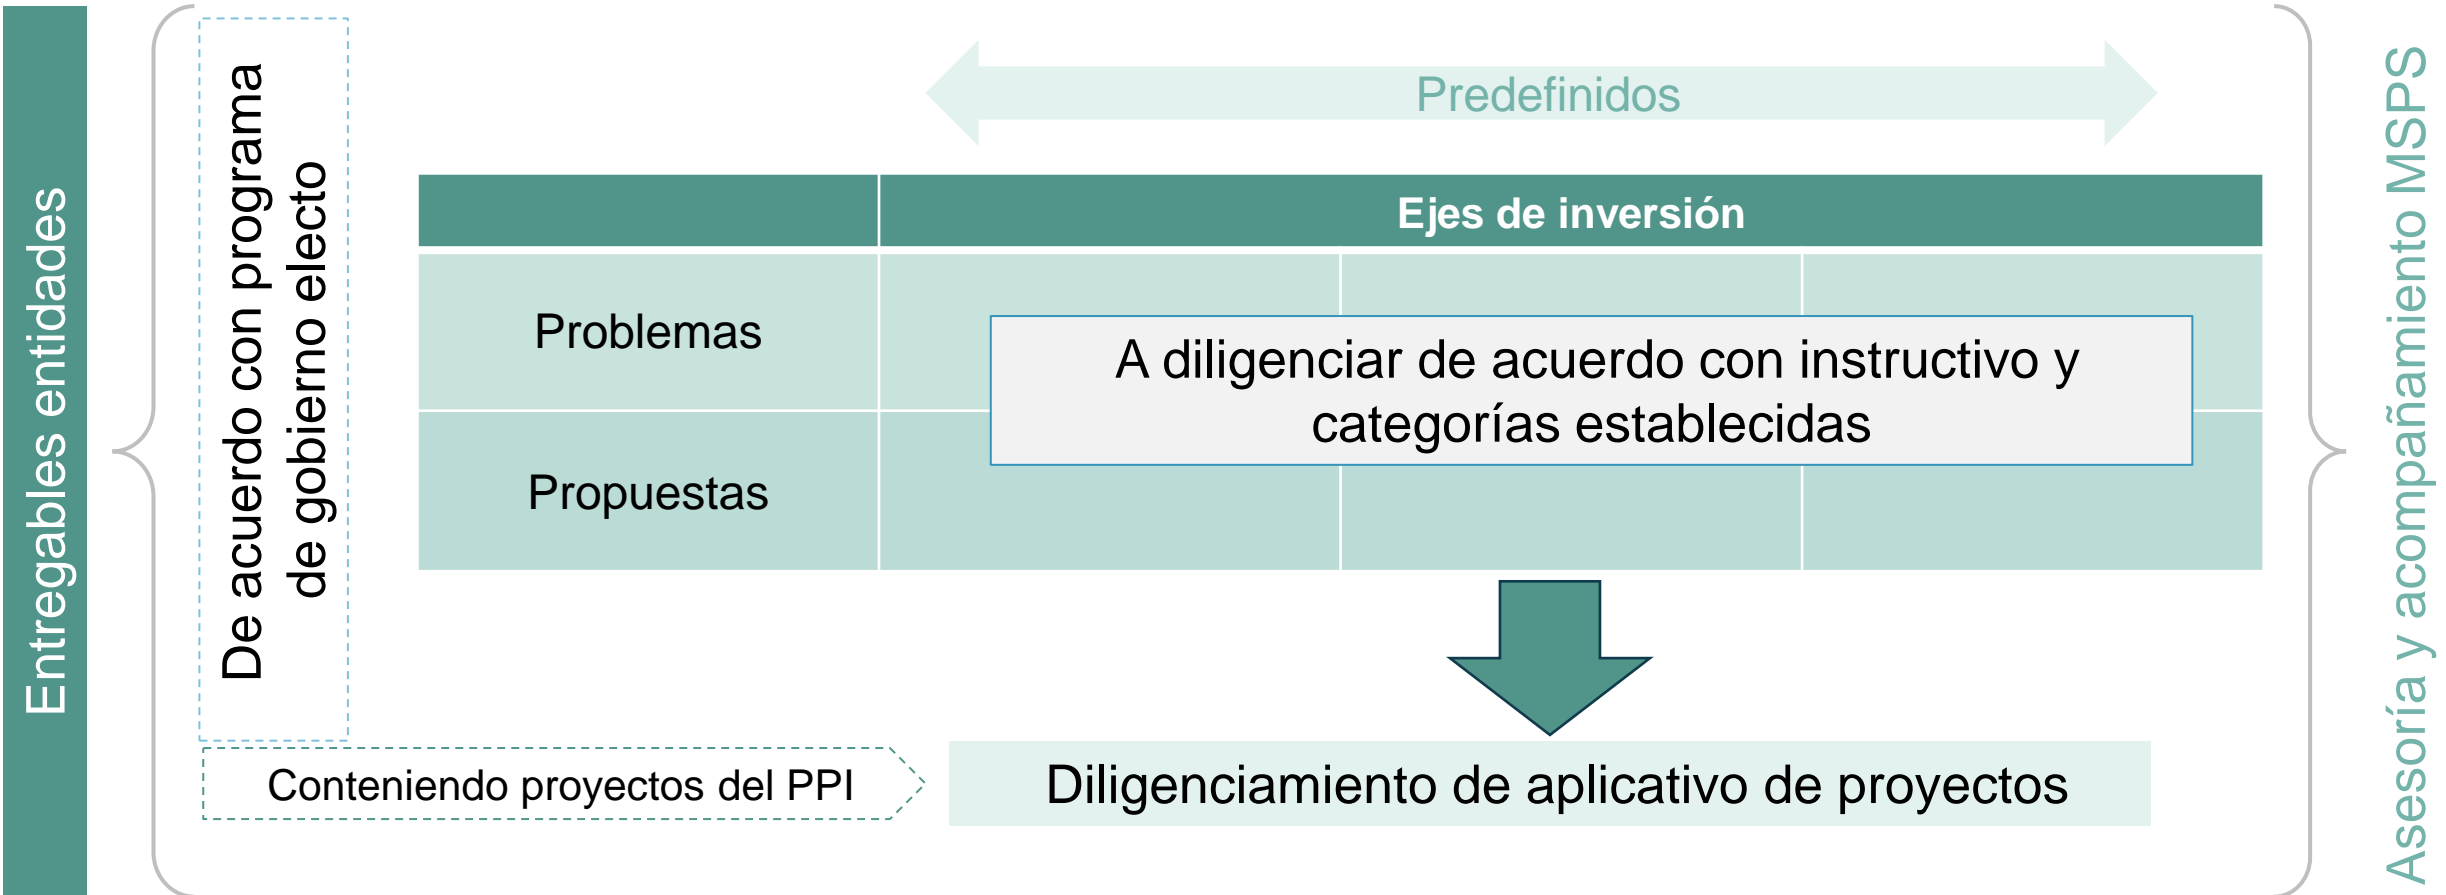 Entregables entidades
De acuerdo con programa
de gobierno electo
Predefinidos
Ejes de inversión
Problemas
A diligenciar de acuerdo con instructivo y
categorías establecidas
Propuestas
Conteniendo proyectos del PPI
Diligenciamiento de aplicativo de proyectos
Asesoría y acompañamiento MSPS